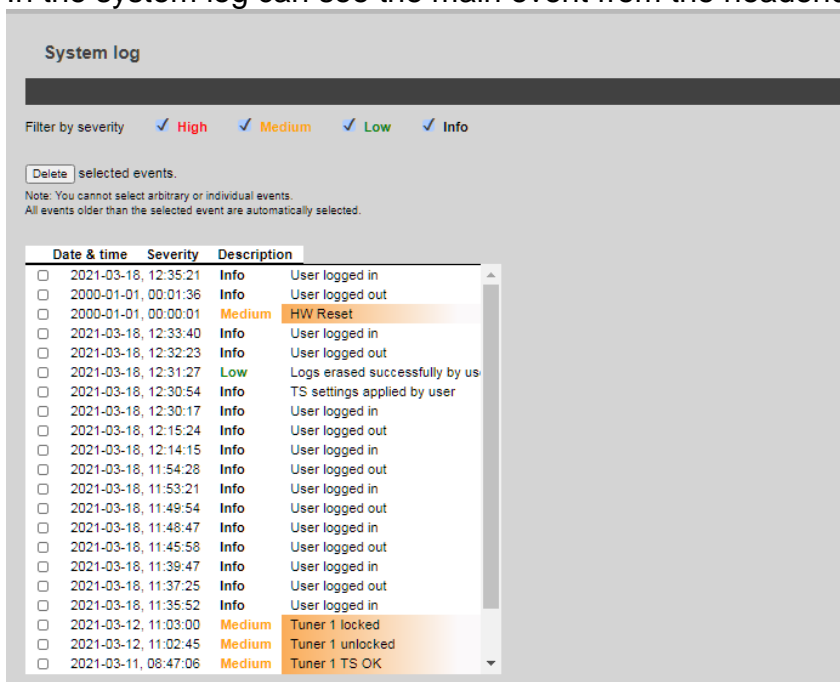 In the system log can see the main event from the
System log
Filter by severity High Medium Low Info
Delete selected events.
Note: You cannot select arbitrary or individual events.
All events older than the selected event are automatically selected.
Date & time Severity Description
2021-03-18, 12:35:21 Info User logged in
2000-01-01, 00:01:36 Info User logged out
2000-01-01, 00:00:01 Medium HW Reset
2021-03-18, 12:33:40 Info User logged in
2021-03-18, 12:32:23 Info User logged out
2021-03-18, 12:31:27 Low Logs erased successfully by us
2021-03-18, 12:30:54 Info TS settings applied by user
2021-03-18, 12:30:17 Info User logged in
2021-03-18, 12:15:24 Info User logged out
2021-03-18, 12:14:15 Info User logged in
2021-03-18, 11:54:28 Info User logged out
2021-03-18, 11:53:21 Info User logged in
2021-03-18, 11:49:54 Info User logged out
2021-03-18, 11:48:47 Info User logged in
2021-03-18, 11:45:58 Info User logged out
2021-03-18, 11:39:47 Info User logged in
2021-03-18, 11:37:25 Info User logged out
2021-03-18, 11:35:52 Info User logged in
2021-03-12, 11:03:00 Medium Tuner 1 locked
2021-03-12, 11:02:45 Medium Tuner 1 unlocked
2021-03-11, 08:47:06 Medium Tuner 1 TS OK